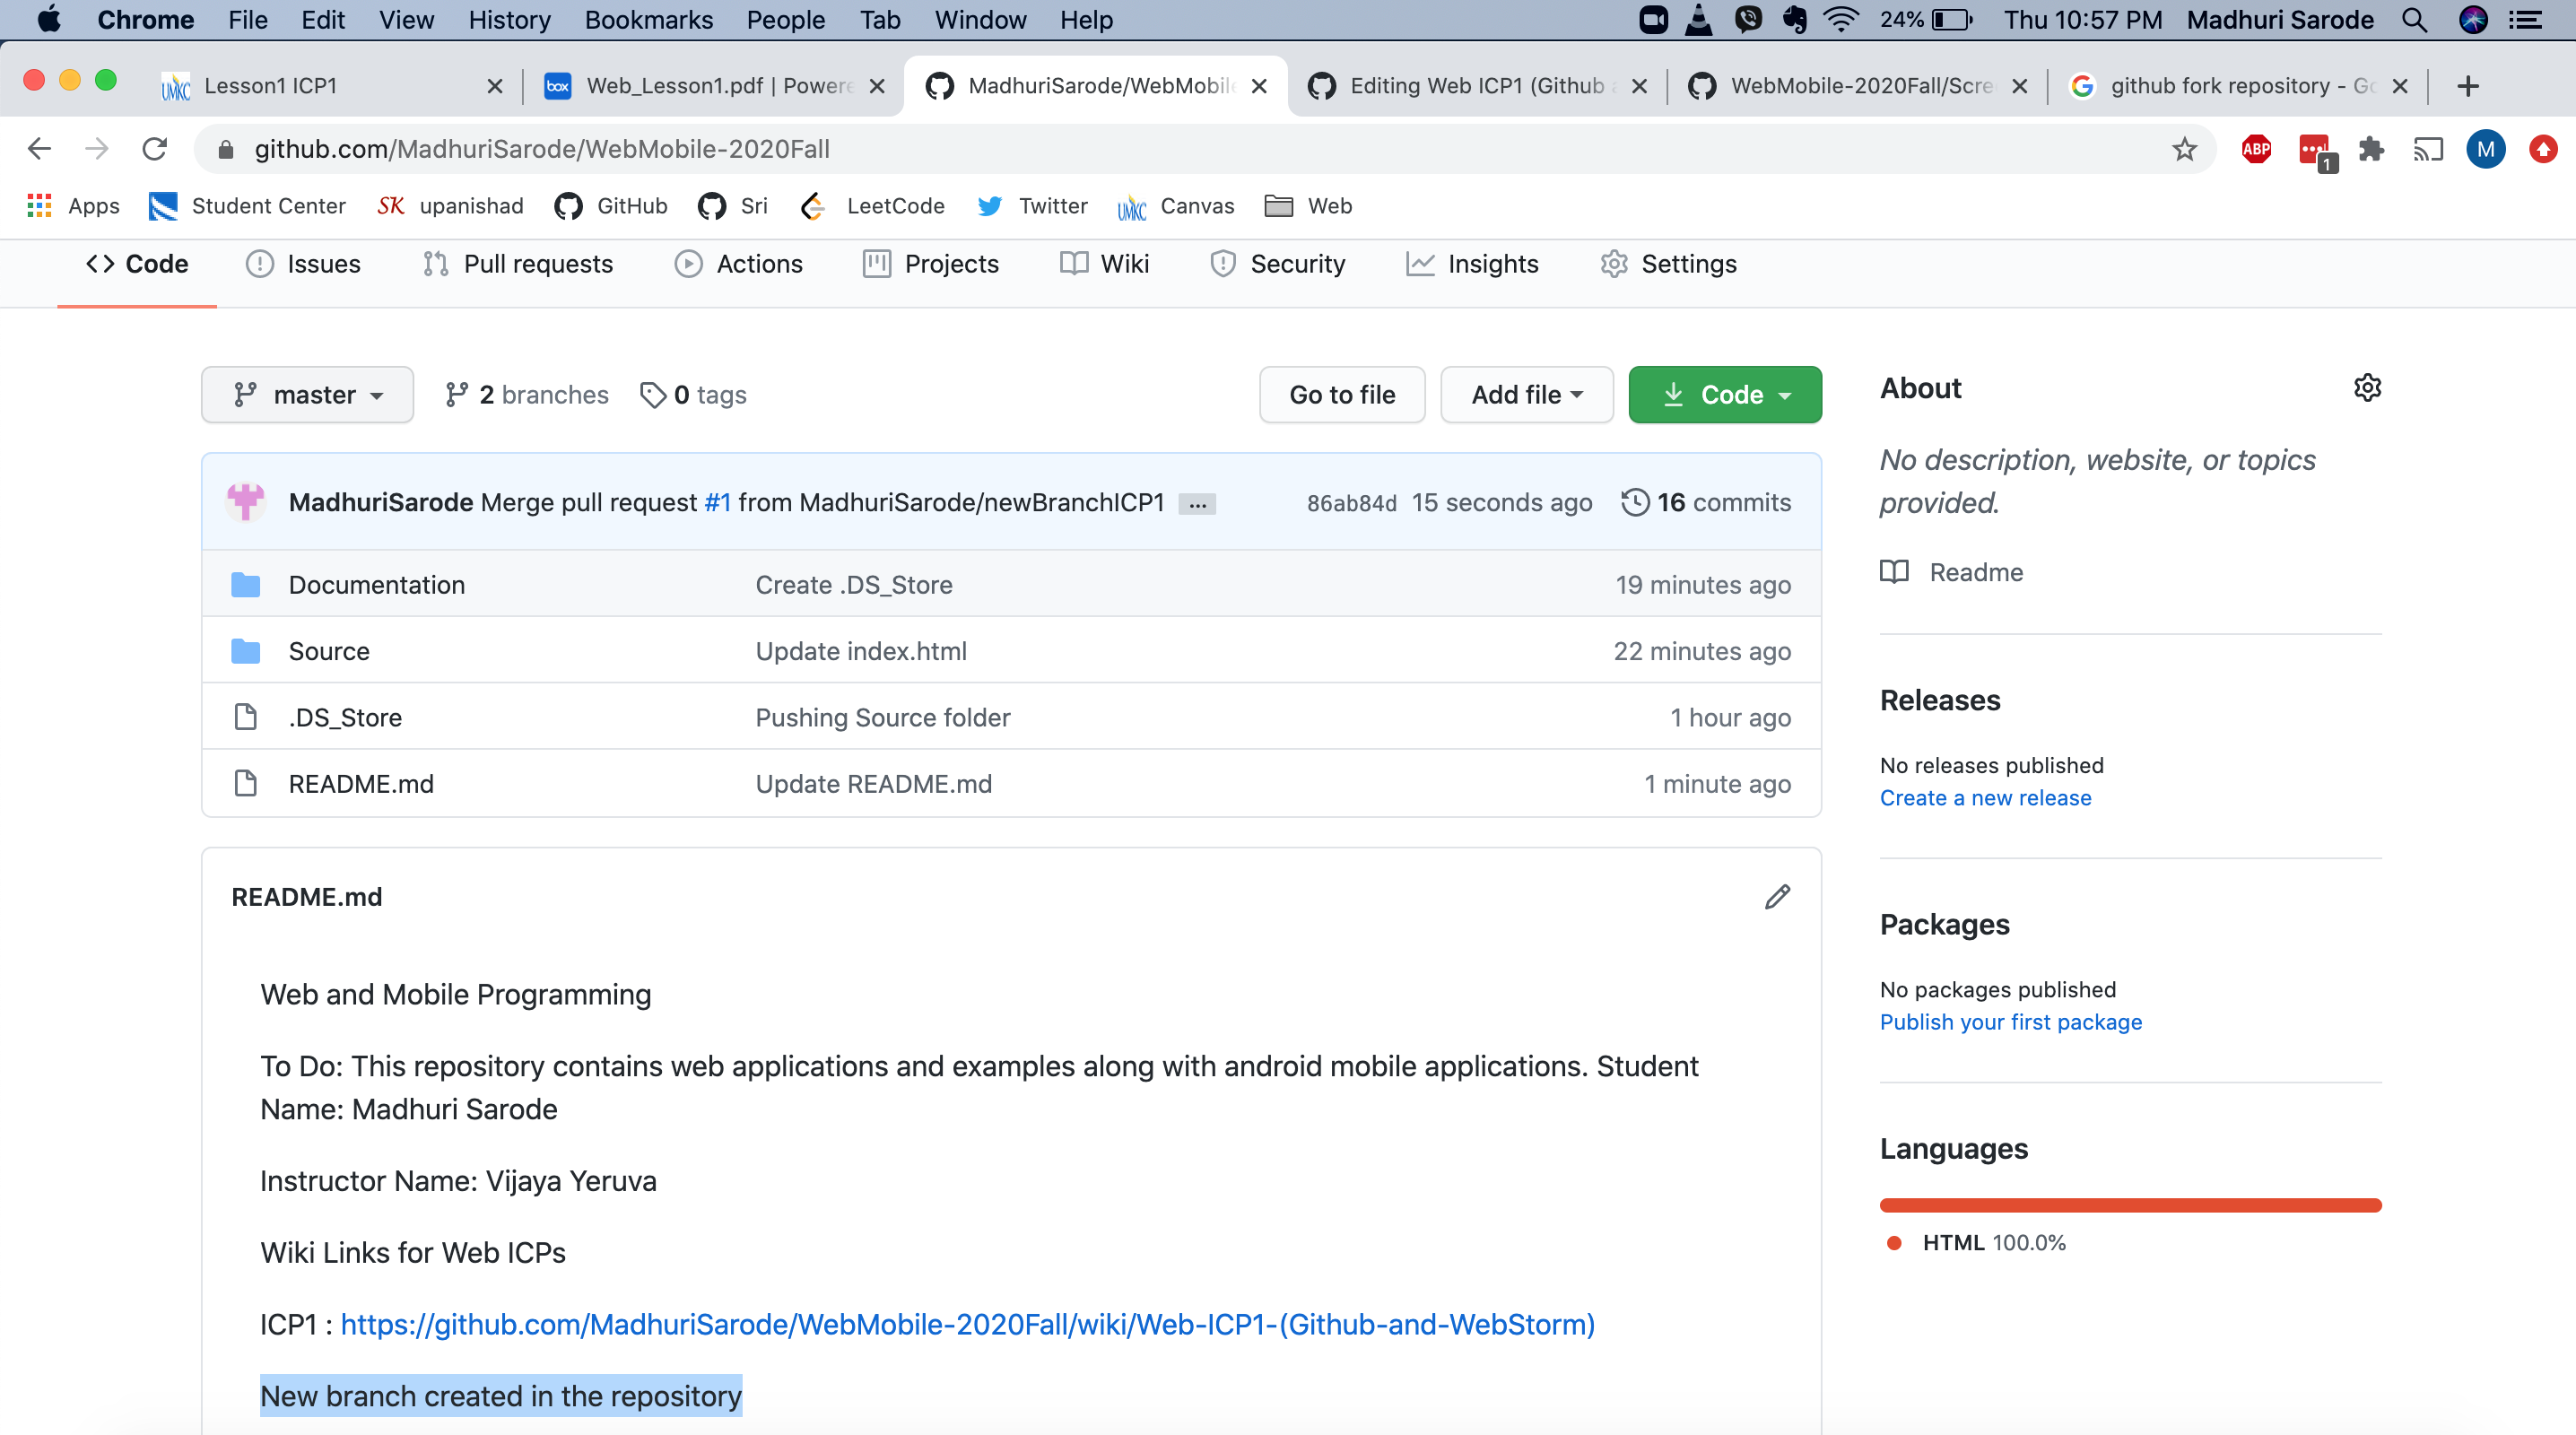 Chrome File Edit View History Bookmarks People Tab Window Help 24% Thu 10:57 PM Madhuri Sarode
UMKC Lesson1 ICP1 box Web_Lesson1.pdf | Powere MadhuriSarode/WebMobile Editing Web ICP1 (Github a WebMobile-2020Fall/Scre github fork repository - Go
github.com/MadhuriSarode/WebMobile-2020Fall ABP 1 M
Apps Student Center SK upanishad GitHub Sri LeetCode Twitter UMKC Canvas Web
Code Issues Pull requests Actions Projects Wiki Security Insights Settings
master 2 branches 0 tags Go to file Add file Code
MadhuriSarode Merge pull request #1 from MadhuriSarode/newBranchICP1 ... 86ab84d 15 seconds ago 16 commits
Documentation Create .DS_Store 19 minutes ago
Source Update index.html 22 minutes ago
.DS_Store Pushing Source folder 1 hour ago
README.md Update README.md 1 minute ago
README.md
Web and Mobile Programming
To Do: This repository contains web applications and examples along with android mobile applications. Student
Name: Madhuri Sarode
Instructor Name: Vijaya Yeruva
Wiki Links for Web ICPs
ICP1 : https://github.com/MadhuriSarode/WebMobile-2020Fall/wiki/Web-ICP1-(Github-and-WebStorm)
New branch created in the repository
About
No description, website, or topics
provided.
Readme
Releases
No releases published
Create a new release
Packages
No packages published
Publish your first package
Languages
HTML 100.0%